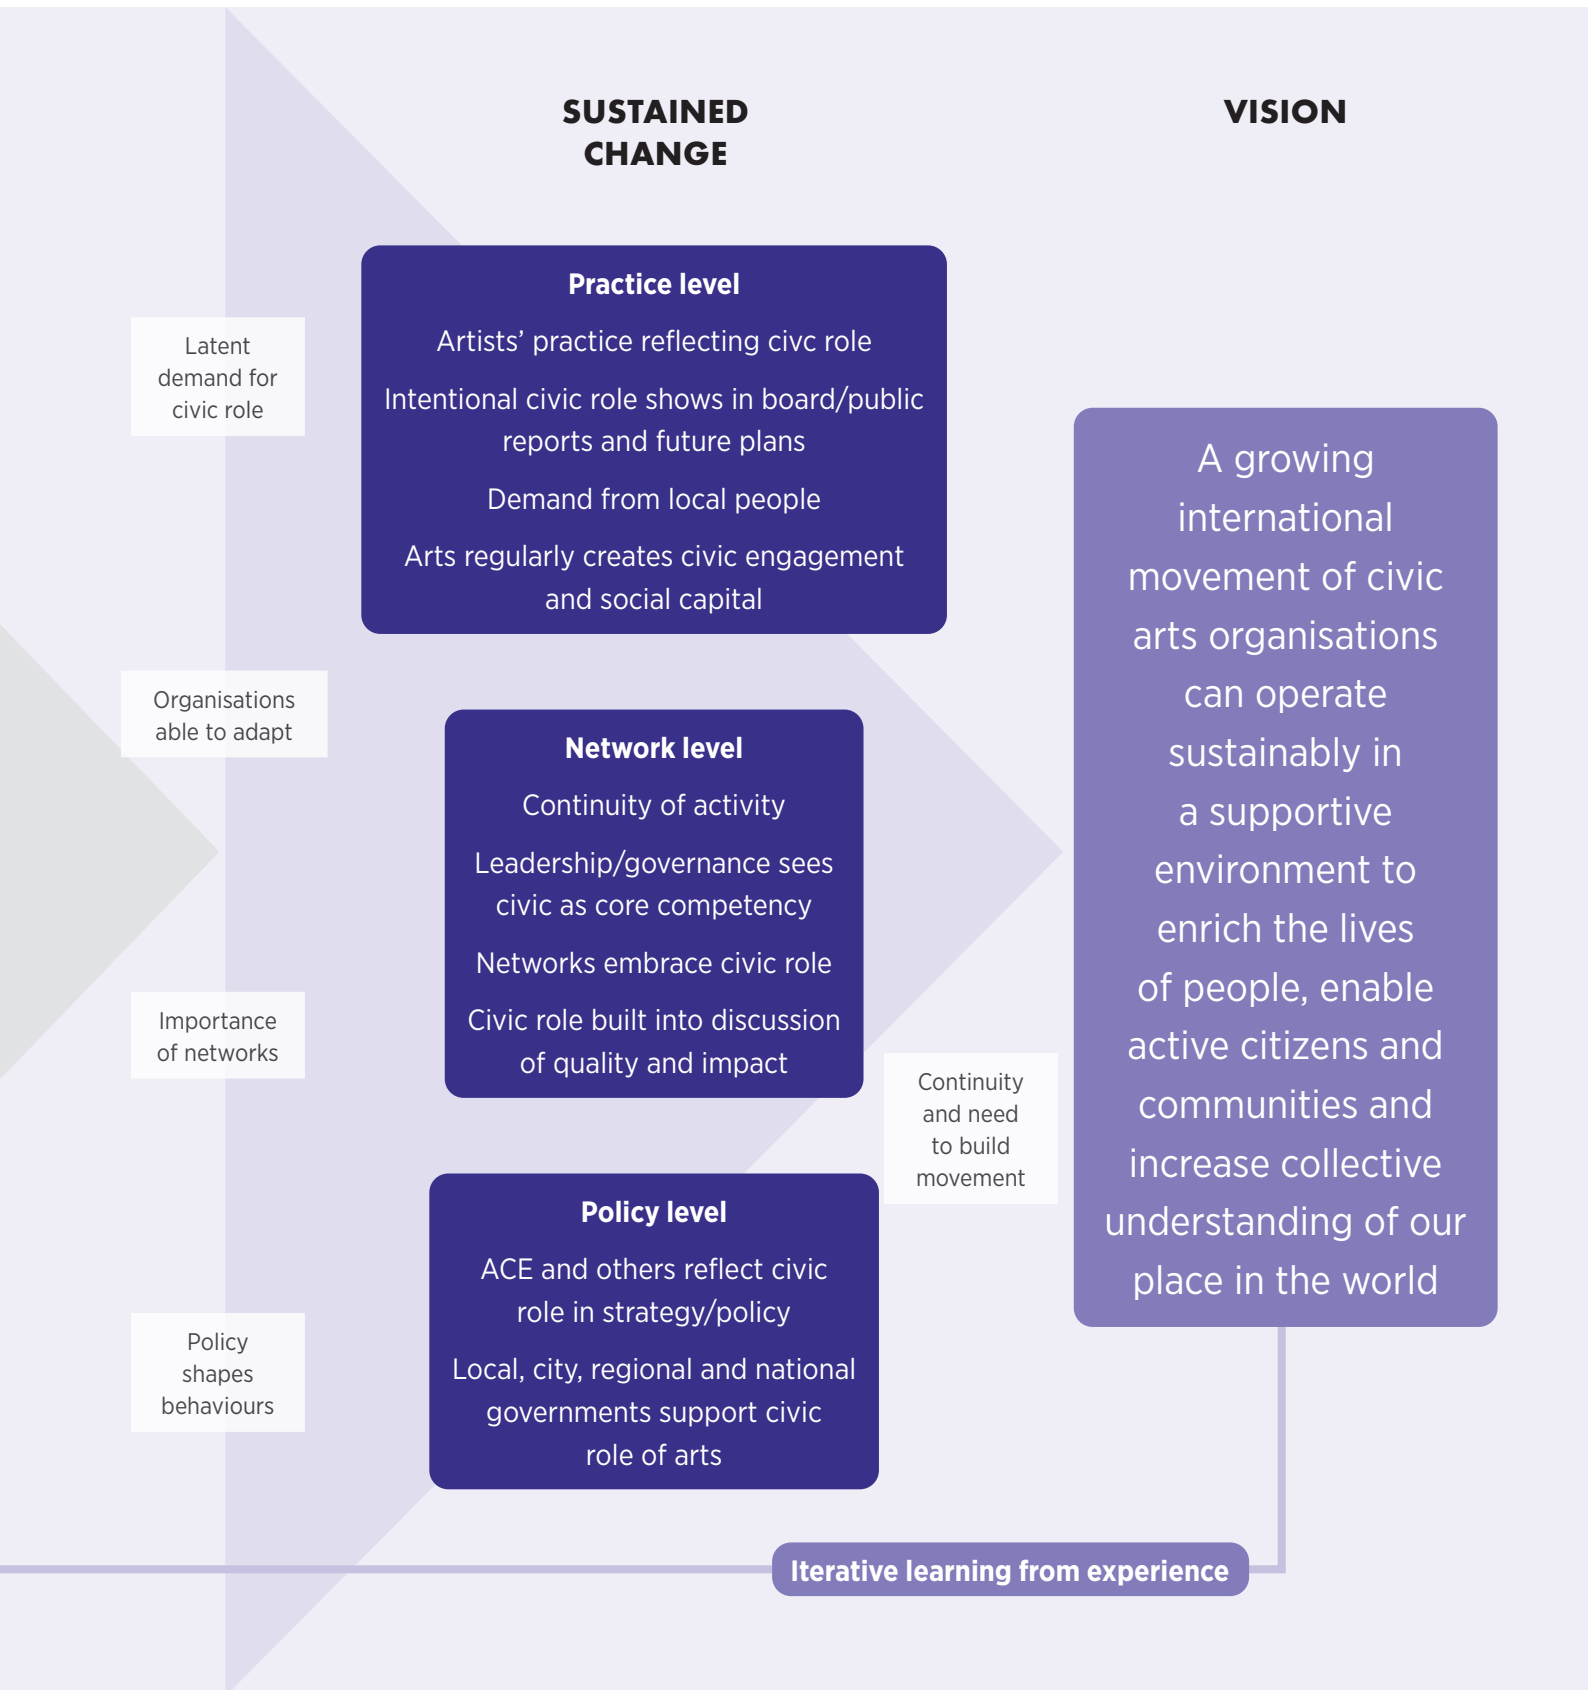 SUSTAINED
CHANGE
VISION
Latent
demand for
civic role
Organisations
able to adapt
Importance
of networks
Policy
shapes
behaviours
Practice level
Artists’ practice reflecting civc role
Intentional civic role shows in board/public
reports and future plans
Demand from local people
Arts regularly creates civic engagement
and social capital
Network level
Continuity of activity
Leadership/governance sees
civic as core competency
Networks embrace civic role
Civic role built into discussion
of quality and impact
Policy level
ACE and others reflect civic
role in strategy/policy
Local, city, regional and national
governments support civic
role of arts
Continuity
and need
to build
movement
A growing
international
movement of civic
arts organisations
can operate
sustainably in
a supportive
environment to
enrich the lives
of people, enable
active citizens and
communities and
increase collective
understanding of our
place in the world
Iterative learning from experience